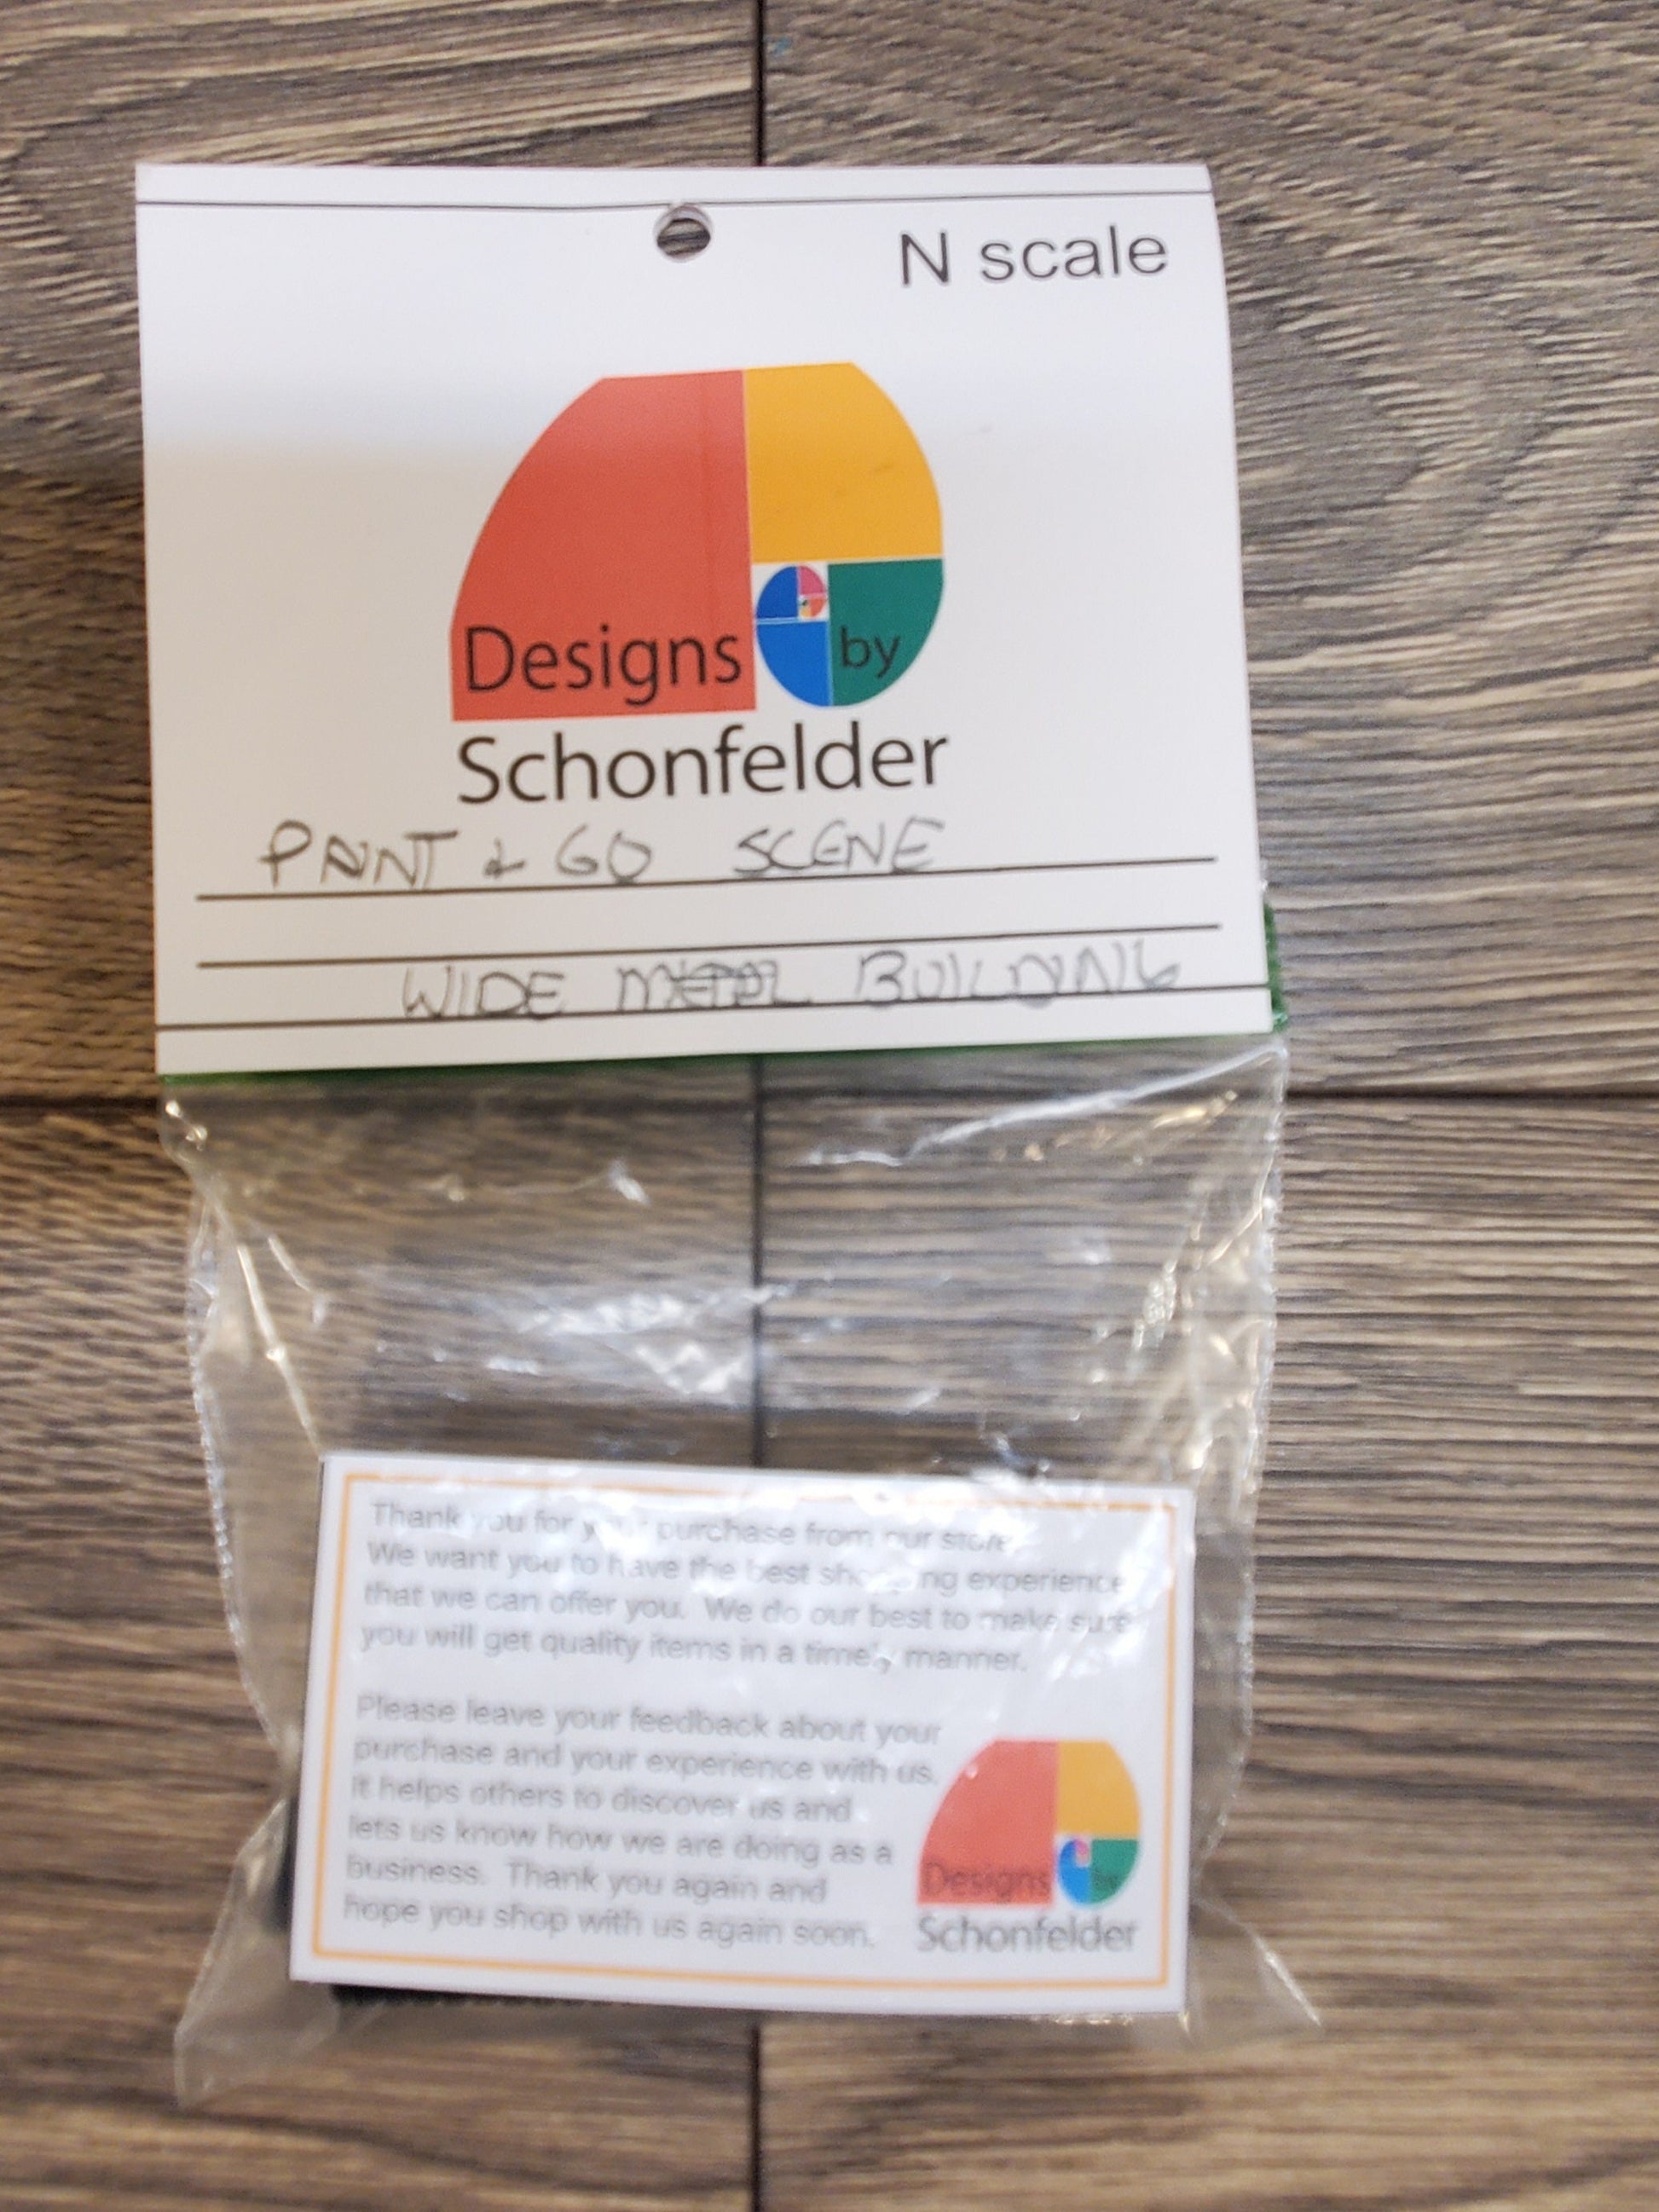 N scale
Designs by
Schonfelder
PAINT & GO SCENE
WIDE METAL BUILDING
Thank you for your purchase from our store.
We want you to have the best shopping experience
that we can offer you. We do our best to make sure
you will get quality items in a timely manner.
Please leave your feedback about your
purchase and your experience with us.
It helps others to discover us and
lets us know how we are doing as a
business. Thank you again and
hope you shop with us again soon.
Designs by
Schonfelder